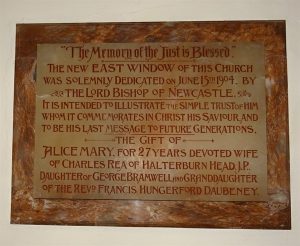 "The Memory of the Just is Blessed."
THE NEW EAST WINDOW OF THIS CHURCH
WAS SOLEMNLY DEDICATED ON JUNE 15TH 1904. BY
THE LORD BISHOP OF NEWCASTLE.
IT IS INTENDED TO ILLUSTRATE THE SIMPLE TRUST OF HIM
WHOM IT COMMEMORATES IN CHRIST HIS SAVIOUR, AND
TO BE HIS LAST MESSAGE TO FUTURE GENERATIONS.
THE GIFT OF
ALICE MARY, FOR 27 YEARS DEVOTED WIFE
OF CHARLES REA OF HALTERBURN HEAD J.P.
DAUGHTER OF GEORGE BRAMWELL AND GRANDDAUGHTER
OF THE REVD FRANCIS HUNGERFORD DAUBENEY.